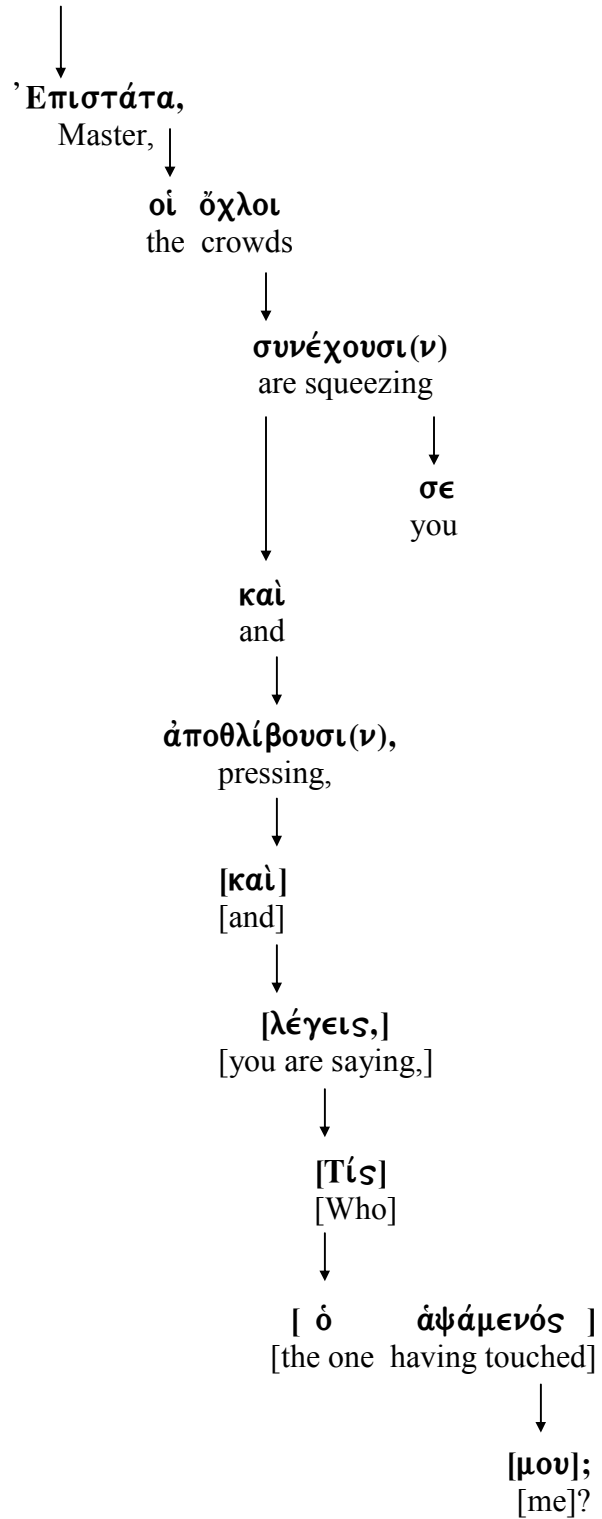 ᾿Επιστάτα,
Master,
οἱ ὄχλοι
the crowds
συνέχουσι(ν)
are squeezing
σε
you
καὶ
and
ἀποθλίβουσι(ν),
pressing,
[καὶ]
[and]
[λέγεις,]
[you are saying,]
[Τίς]
[Who]
[ ὁ ἁψάμενός ]
[the one having touched]
[μου];
[me]?